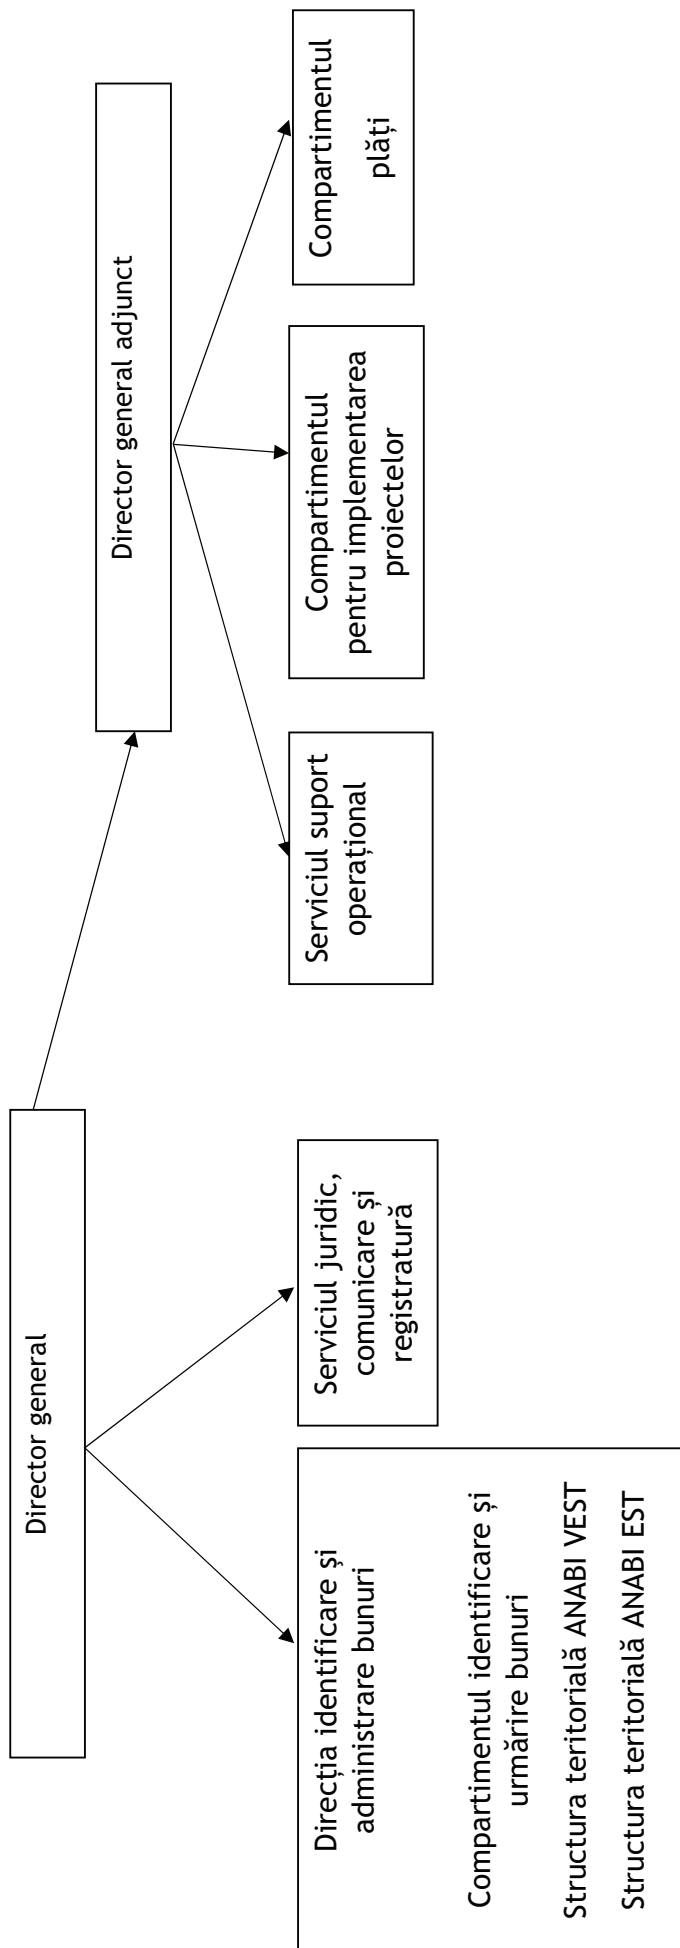 Director general
Director general adjunct
Direcția identificare și
administrare bunuri
Compartimentul identificare și
urmărire bunuri
Structura teritorială ANABI VEST
Structura teritorială ANABI EST
Serviciul juridic,
comunicare și
registratură
Serviciul suport
operațional
Compartimentul
pentru implementarea
proiectelor
Compartimentul
plăți